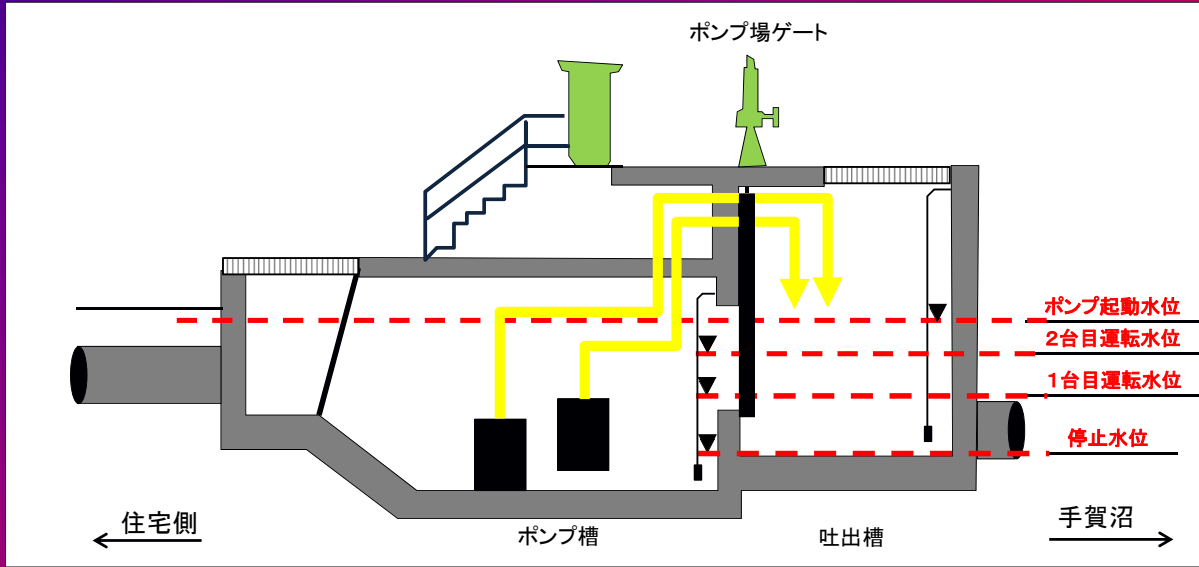 ポンプ場ゲート
ポンプ起動水位
2台目運転水位
1台目運転水位
停止水位
住宅側
ポンプ槽
吐出槽
手賀沼